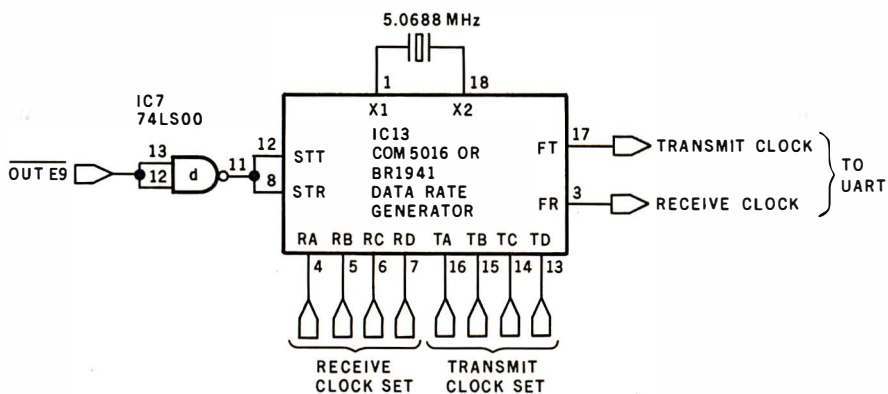 5.0688 MHz
1
18
X1
X2
IC7
74LS00
IC13
COM 5016 OR
BR1941
DATA RATE
GENERATOR
OUT E9
13
12
d
11
12
8
STT
STR
FT
FR
17
3
TRANSMIT CLOCK
RECEIVE CLOCK
TO
UART
RA RB RC RD TA TB TC TD
4 5 6 7 16 15 14 13
RECEIVE
CLOCK SET
TRANSMIT
CLOCK SET